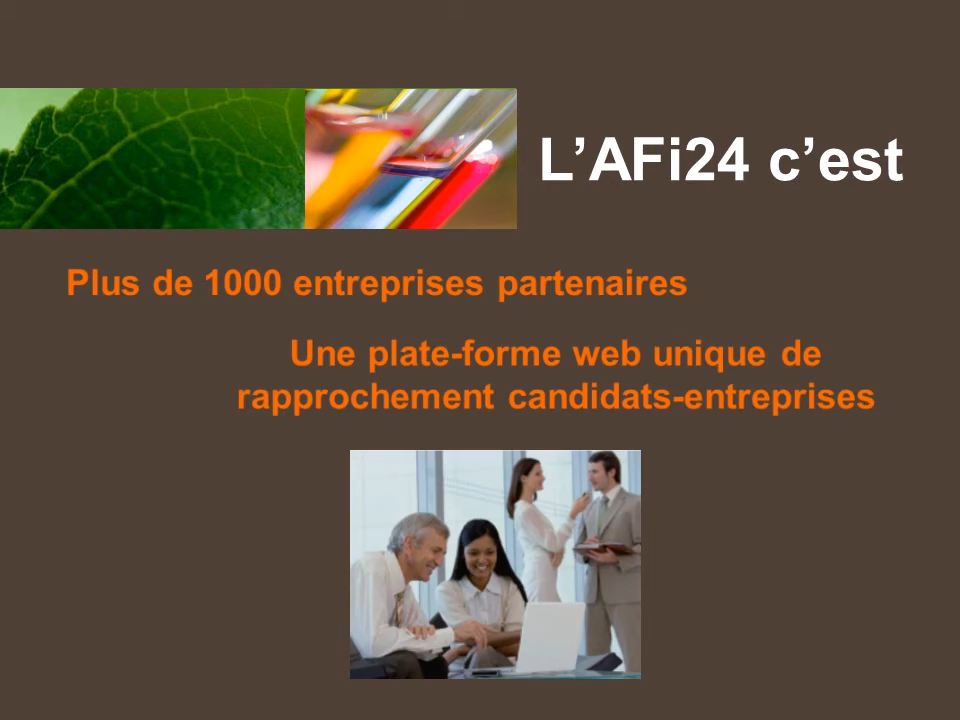 L’AFi24 c’est
Plus de 1000 entreprises partenaires
Une plate-forme web unique de
rapprochement candidats-entreprises